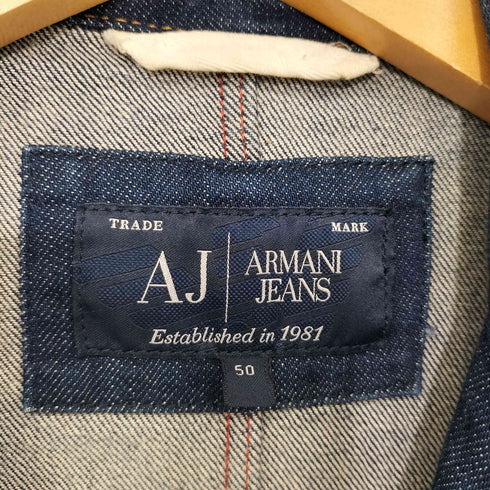 TRADE MARK
AJ ARMANI
JEANS
Established in 1981
50